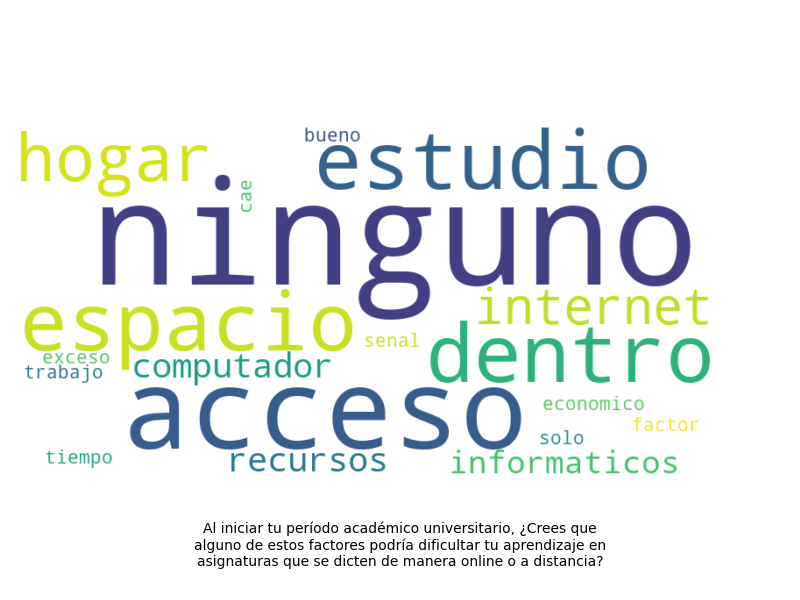 bueno
hogar estudio
cae
ninguno
espacio internet
senal dentro
exceso
trabajo computador
acceso economico
factor
solo
tiempo recursos informaticos
Al iniciar tu período académico universitario, ¿Crees que
alguno de estos factores podría dificultar tu aprendizaje en
asignaturas que se dicten de manera online o a distancia?